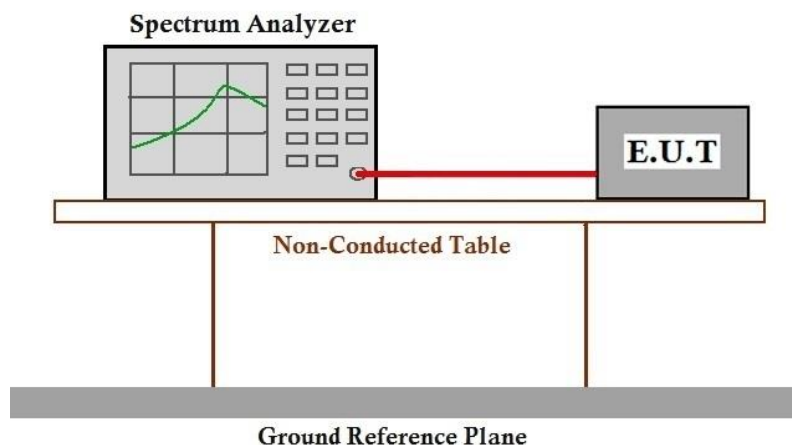 Spectrum Analyzer
E.U.T
Non-Conducted Table
Ground Reference Plane